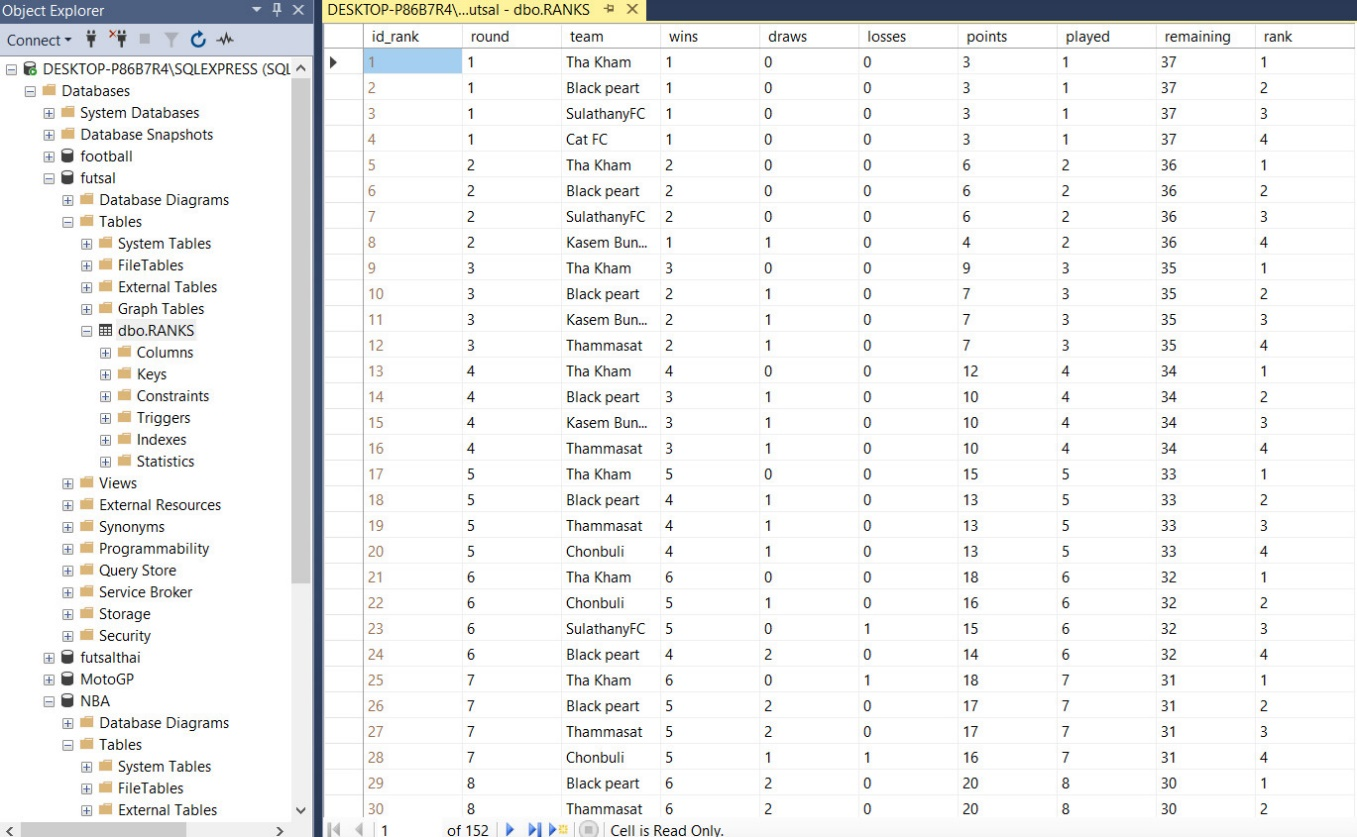 Object Explorer
Connect
DESKTOP-P86B7R4\SQLEXPRESS (SQL
Databases
System Databases
Database Snapshots
football
futsal
Database Diagrams
Tables
System Tables
FileTables
External Tables
Graph Tables
dbo.RANKS
Columns
Keys
Constraints
Triggers
Indexes
Statistics
Views
External Resources
Synonyms
Programmability
Query Store
Service Broker
Storage
Security
futsalthai
MotoGP
NBA
Database Diagrams
Tables
System Tables
FileTables
External Tables
DESKTOP-P86B7R4\...utsal - dbo.RANKS
id_rank round team wins draws losses points played remaining rank
1 1 Tha Kham 1 0 0 3 1 37 1
2 1 Black peart 1 0 0 3 1 37 2
3 1 SulathanyFC 1 0 0 3 1 37 3
4 1 Cat FC 1 0 0 3 1 37 4
5 2 Tha Kham 2 0 0 6 2 36 1
6 2 Black peart 2 0 0 6 2 36 2
7 2 SulathanyFC 2 0 0 6 2 36 3
8 2 Kasem Bun... 1 1 0 4 2 36 4
9 3 Tha Kham 3 0 0 9 3 35 1
10 3 Black peart 2 1 0 7 3 35 2
11 3 Kasem Bun... 2 1 0 7 3 35 3
12 3 Thammasat 2 1 0 7 3 35 4
13 4 Tha Kham 4 0 0 12 4 34 1
14 4 Black peart 3 1 0 10 4 34 2
15 4 Kasem Bun... 3 1 0 10 4 34 3
16 4 Thammasat 3 1 0 10 4 34 4
17 5 Tha Kham 5 0 0 15 5 33 1
18 5 Black peart 4 1 0 13 5 33 2
19 5 Thammasat 4 1 0 13 5 33 3
20 5 Chonbuli 4 1 0 13 5 33 4
21 6 Tha Kham 6 0 0 18 6 32 1
22 6 Chonbuli 5 1 0 16 6 32 2
23 6 SulathanyFC 5 0 1 15 6 32 3
24 6 Black peart 4 2 0 14 6 32 4
25 7 Tha Kham 6 0 1 18 7 31 1
26 7 Black peart 5 2 0 17 7 31 2
27 7 Thammasat 5 2 0 17 7 31 3
28 7 Chonbuli 5 1 1 16 7 31 4
29 8 Black peart 6 2 0 20 8 30 1
30 8 Thammasat 6 2 0 20 8 30 2
1 of 152 Cell is Read Only.